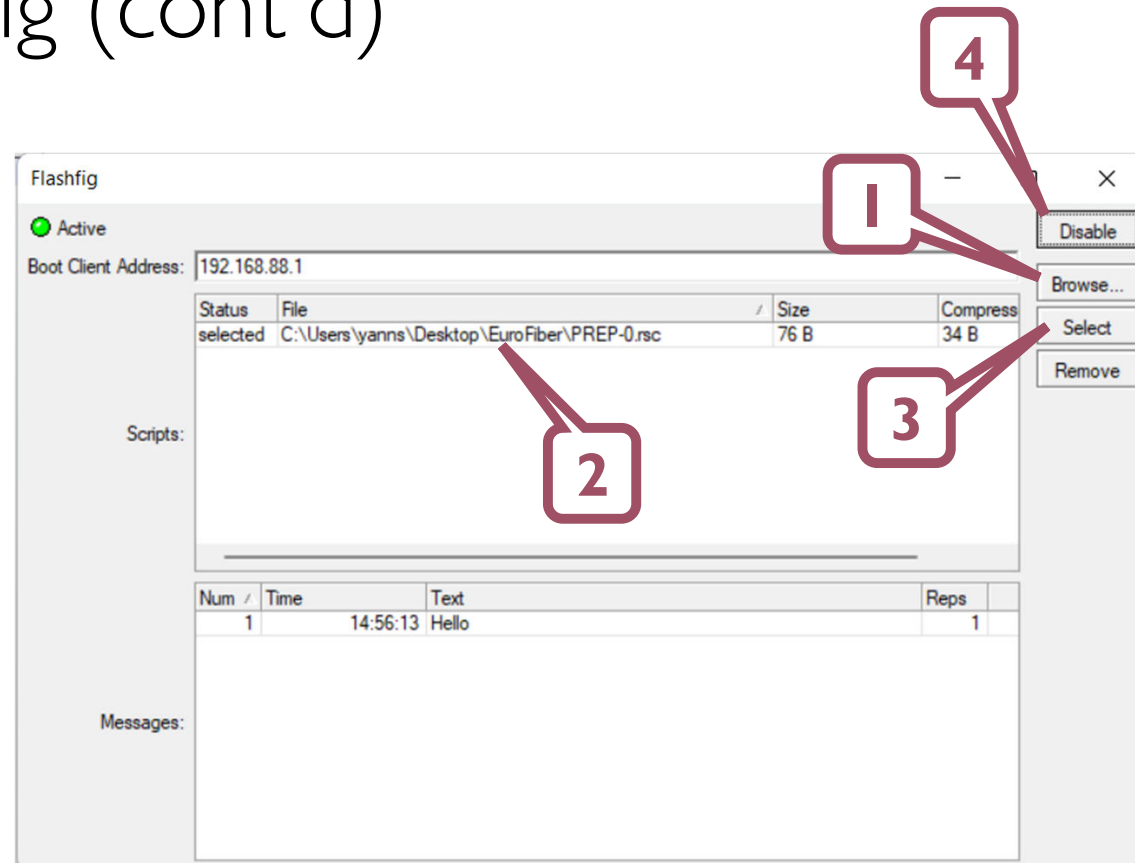 ig (cont'd)
4
Flashfig
1
Active
Disable
Boot Client Address: 192.168.88.1
Browse...
Status File Size Compress
selected C:\Users\yanns\Desktop\EuroFiber\PREP-0.rsc 76 B 34 B
Select
Remove
3
Scripts:
2
Num Time Text Reps
1 14:56:13 Hello 1
Messages: